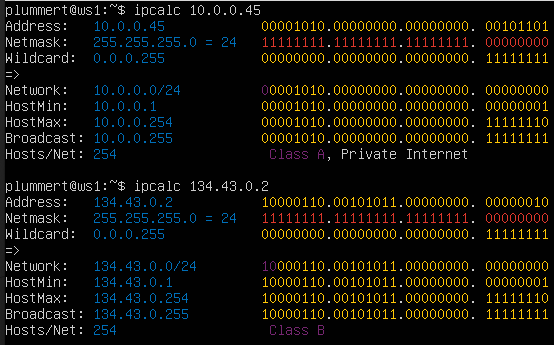 plummert@ws1:~$ ipcalc 10.0.0.45
Address:   10.0.0.45            00001010.00000000.00000000. 00101101
Netmask:   255.255.255.0 = 24   11111111.11111111.11111111. 00000000
Wildcard:  0.0.0.255            00000000.00000000.00000000. 11111111
=>
Network:   10.0.0.0/24          00001010.00000000.00000000. 00000000
HostMin:   10.0.0.1             00001010.00000000.00000000. 00000001
HostMax:   10.0.0.254           00001010.00000000.00000000. 11111110
Broadcast: 10.0.0.255           00001010.00000000.00000000. 11111111
Hosts/Net: 254                   Class A, Private Internet

plummert@ws1:~$ ipcalc 134.43.0.2
Address:   134.43.0.2           10000110.00101011.00000000. 00000010
Netmask:   255.255.255.0 = 24   11111111.11111111.11111111. 00000000
Wildcard:  0.0.0.255            00000000.00000000.00000000. 11111111
=>
Network:   134.43.0.0/24        10000110.00101011.00000000. 00000000
HostMin:   134.43.0.1           10000110.00101011.00000000. 00000001
HostMax:   134.43.0.254         10000110.00101011.00000000. 11111110
Broadcast: 134.43.0.255         10000110.00101011.00000000. 11111111
Hosts/Net: 254                   Class B